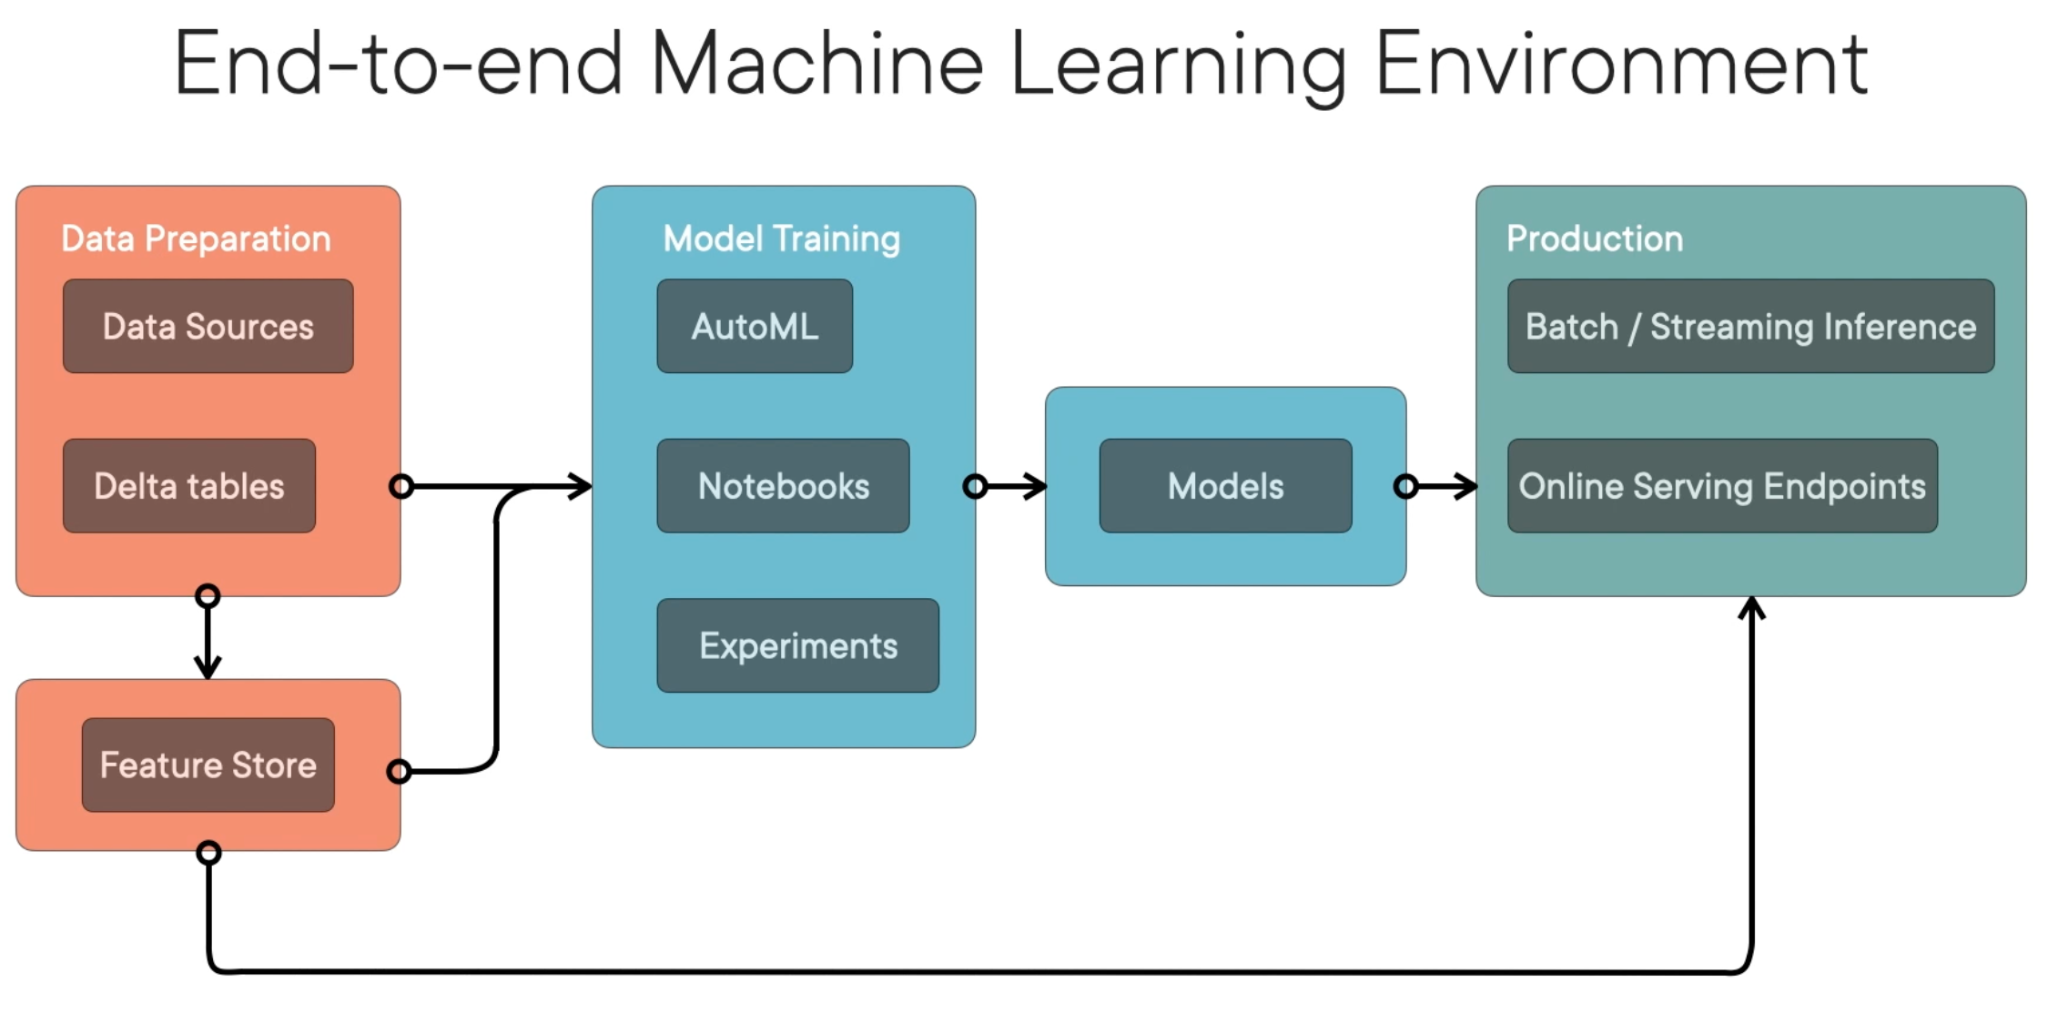 End-to-end Machine Learning Environment
Data Preparation
Data Sources
Delta tables
Feature Store
Model Training
AutoML
Notebooks
Experiments
Models
Production
Batch / Streaming Inference
Online Serving Endpoints